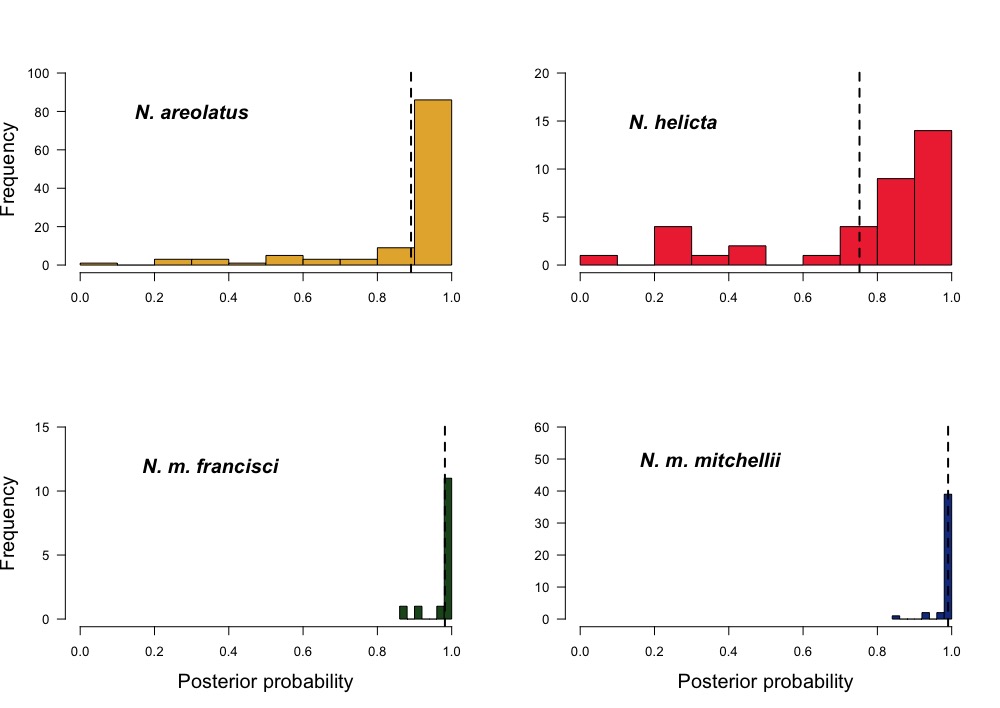 N. areolatus
Frequency
100
80
60
40
20
0
0.0 0.2 0.4 0.6 0.8 1.0
N. helicta
20
15
10
5
0
0.0 0.2 0.4 0.6 0.8 1.0
N. m. francisci
Frequency
15
10
5
0
0.0 0.2 0.4 0.6 0.8 1.0
Posterior probability
N. m. mitchellii
60
50
40
30
20
10
0
0.0 0.2 0.4 0.6 0.8 1.0
Posterior probability